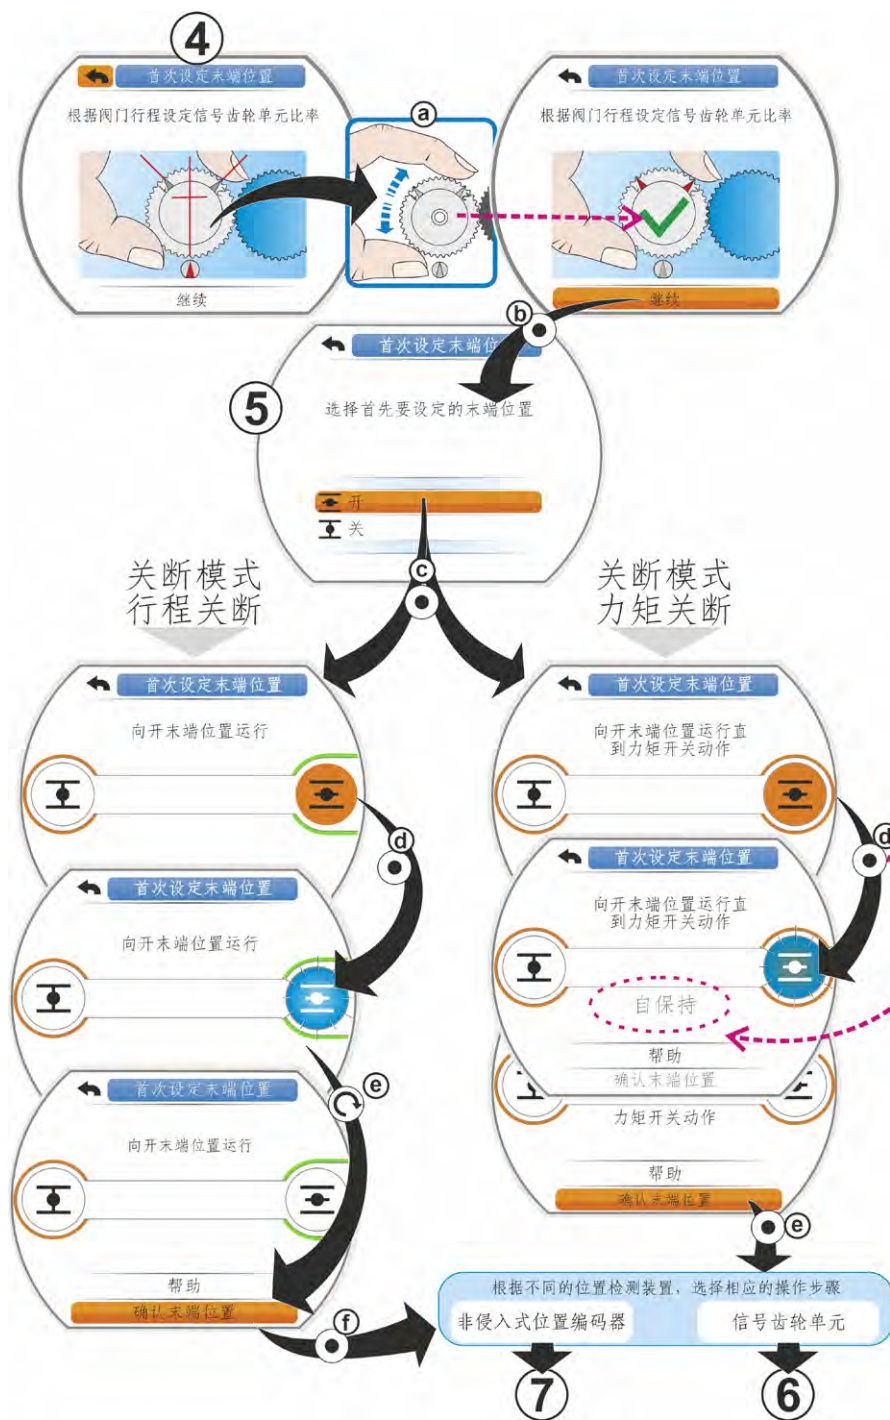 4
首次设定末端位置
根据阀门行程设定信号齿轮单元比率
继续
a
首次设定末端位置
根据阀门行程设定信号齿轮单元比率
继续
b
5
首次设定末端位
选择首先要设定的末端位置
开
关
c
关断模式
行程关断
首次设定末端位置
向开末端位置运行
d
首次设定末端位置
向开末端位置运行
e
首次设定末端位置
向开末端位置运行
帮助
确认末端位置
f
关断模式
力矩关断
首次设定末端位置
向开末端位置运行直
到力矩开关动作
d
首次设定末端位置
向开末端位置运行直
到力矩开关动作
自保持
帮助
确认末端位置
力矩开关动作
帮助
确认末端位置
e
根据不同的位置检测装置，选择相应的操作步骤
非侵入式位置编码器
信号齿轮单元
7
6